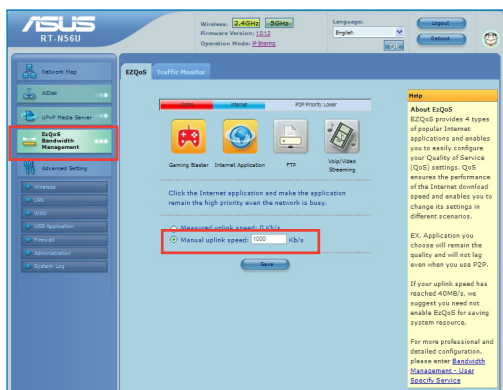 ASUS
RT-N56U
Wireless: 2.4GHz 5GHz
Firmware Version: 1.0.1.2
Operation Mode: IP Sharing
Language:
English
Logout
Reboot
Network Map
AiDisk
UPnP Media Server
EzQoS
Bandwidth
Management
Advanced Setting
Wireless
LAN
WAN
USB Application
Firewall
Administration
System Log
EZQoS Traffic Monitor
Game Internet P2P Priority: Lower
Gaming Blaster Internet Application FTP Voip/Video
Streaming
Click the Internet application and make the application
remain the high priority even the network is busy.
Measured uplink speed: 0 Kb/s
Manual uplink speed: 1000 Kb/s
Save
Help
About EzQoS
EZQoS provides 4 types
of popular Internet
applications and enables
you to easily configure
your Quality of Service
(QoS) settings. QoS
ensures the performance
of the Internet download
speed and enables you to
change its settings in
different scenarios.
EX. Application you
choose will remain the
quality and will not lag
even when you use P2P.
If your uplink speed has
reached 40MB/s, we
suggest you need not
enable EzQoS for saving
system resource.
For more professional and
detailed configuration,
please enter Bandwidth
Management - User
Specify Service